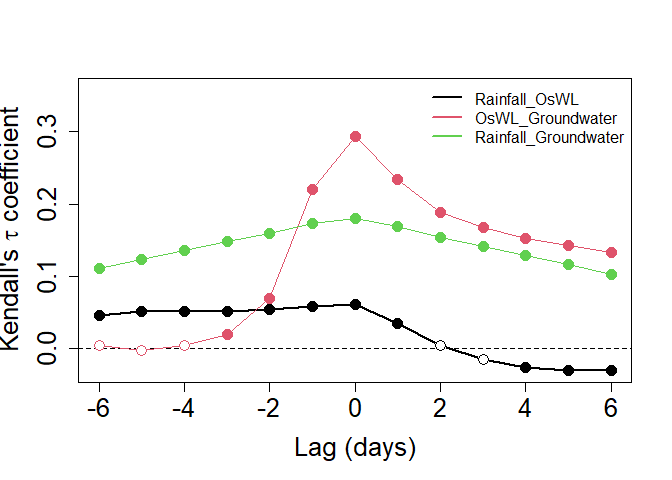 Kendall's τ coefficient
0.3
0.2
0.1
0.0
Rainfall_OsWL
OsWL_Groundwater
Rainfall_Groundwater
-6 -4 -2 0 2 4 6
Lag (days)